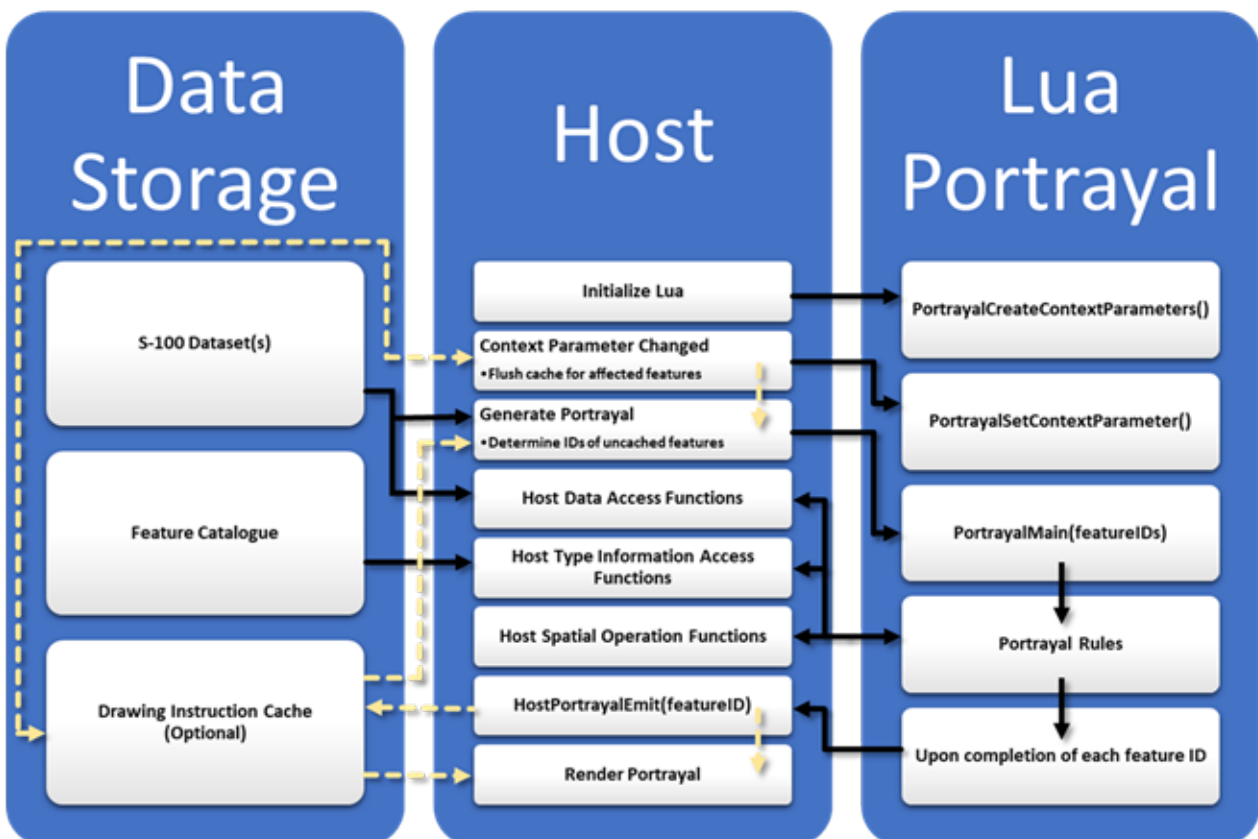 Data
Storage
S-100 Dataset(s)
Feature Catalogue
Drawing Instruction Cache
(Optional)
Host
Initialize Lua
Context Parameter Changed
•Flush cache for affected features
Generate Portrayal
•Determine IDs of uncached features
Host Data Access Functions
Host Type Information Access
Functions
Host Spatial Operation Functions
HostPortrayalEmit(featureID)
Render Portrayal
Lua
Portrayal
PortrayalCreateContextParameters()
PortrayalSetContextParameter()
PortrayalMain(featureIDs)
Portrayal Rules
Upon completion of each feature ID